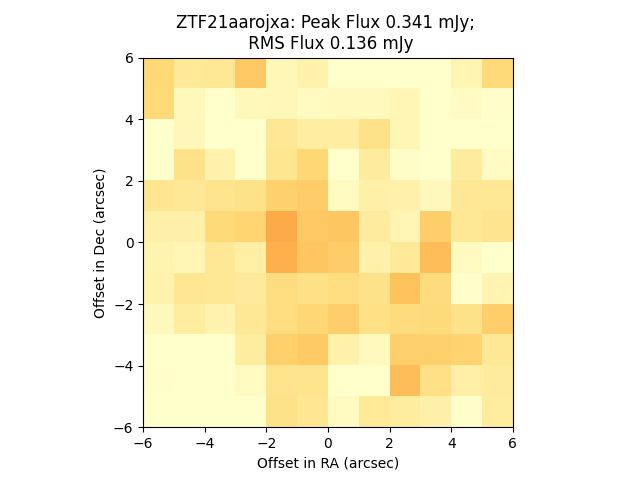 ZTF21aarojxa: Peak Flux 0.341 mJy;
RMS Flux 0.136 mJy
6
4
2
0
−2
−4
−6
Offset in Dec (arcsec)
−6 −4 −2 0 2 4 6
Offset in RA (arcsec)